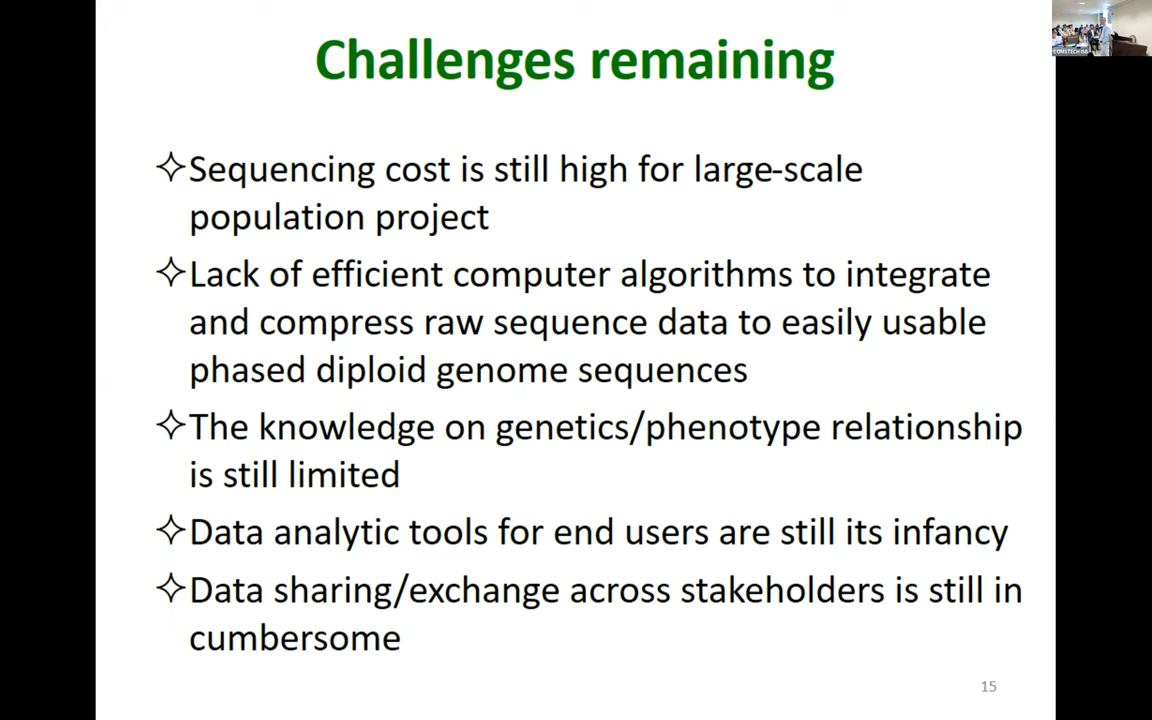 Challenges remaining
✧Sequencing cost is still high for large-scale
population project
✧Lack of efficient computer algorithms to integrate
and compress raw sequence data to easily usable
phased diploid genome sequences
✧The knowledge on genetics/phenotype relationship
is still limited
✧Data analytic tools for end users are still its infancy
✧Data sharing/exchange across stakeholders is still in
cumbersome
15